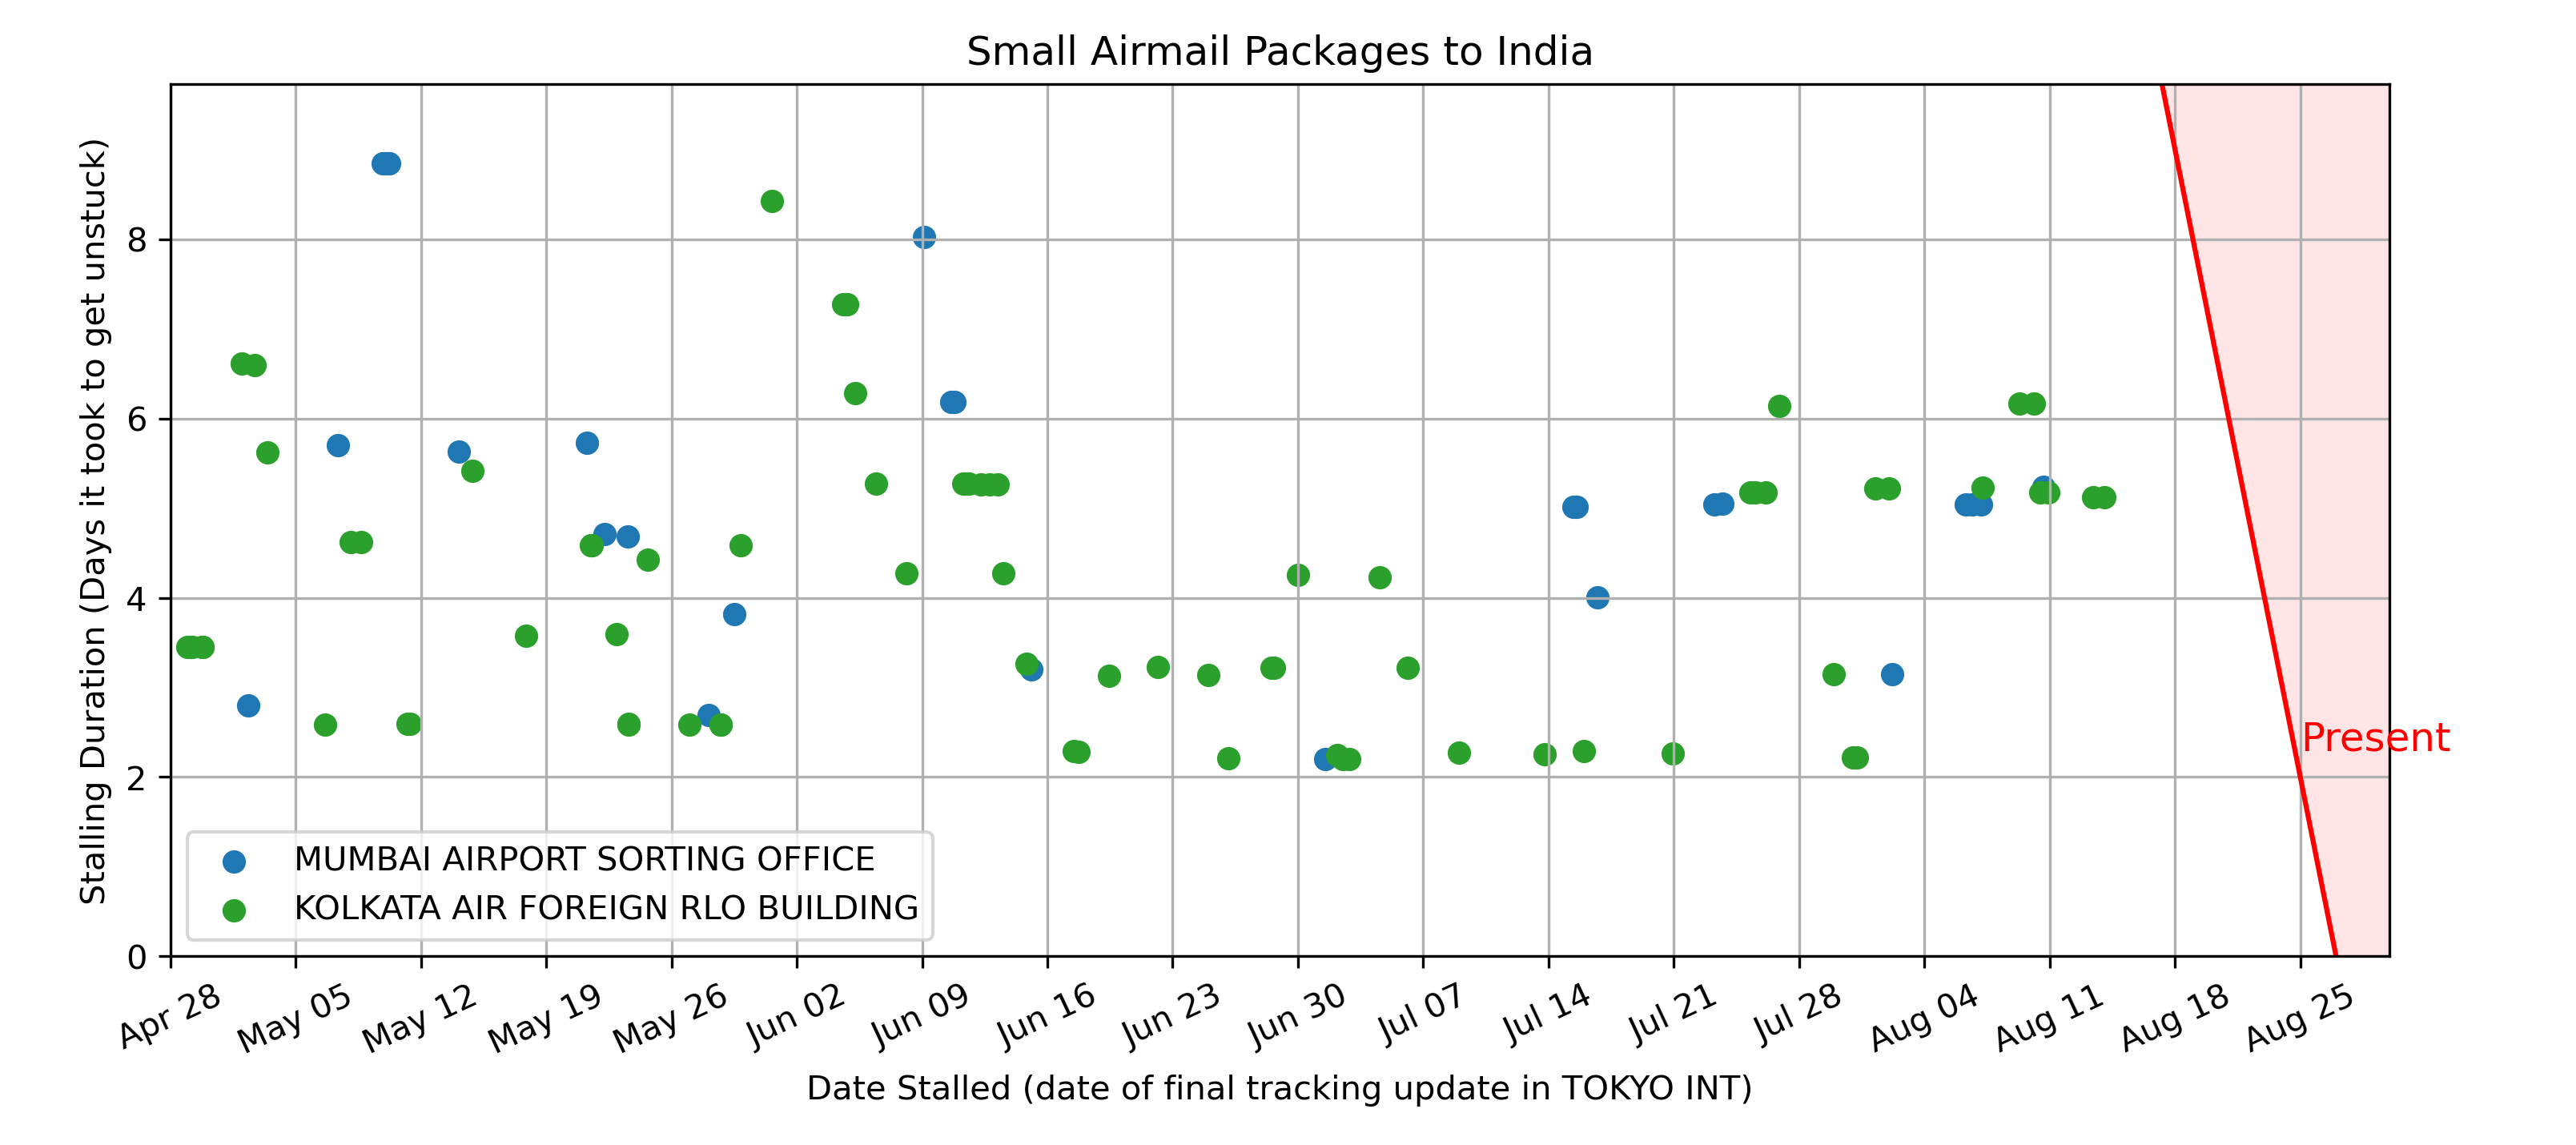 Small Airmail Packages to India
Stalling Duration (Days it took to get unstuck)
8
6
4
2
0
Present
MUMBAI AIRPORT SORTING OFFICE
KOLKATA AIR FOREIGN RLO BUILDING
Apr 28
May 05
May 12
May 19
May 26
Jun 02
Jun 09
Jun 16
Jun 23
Jun 30
Jul 07
Jul 14
Jul 21
Jul 28
Aug 04
Aug 11
Aug 18
Aug 25
Date Stalled (date of final tracking update in TOKYO INT)